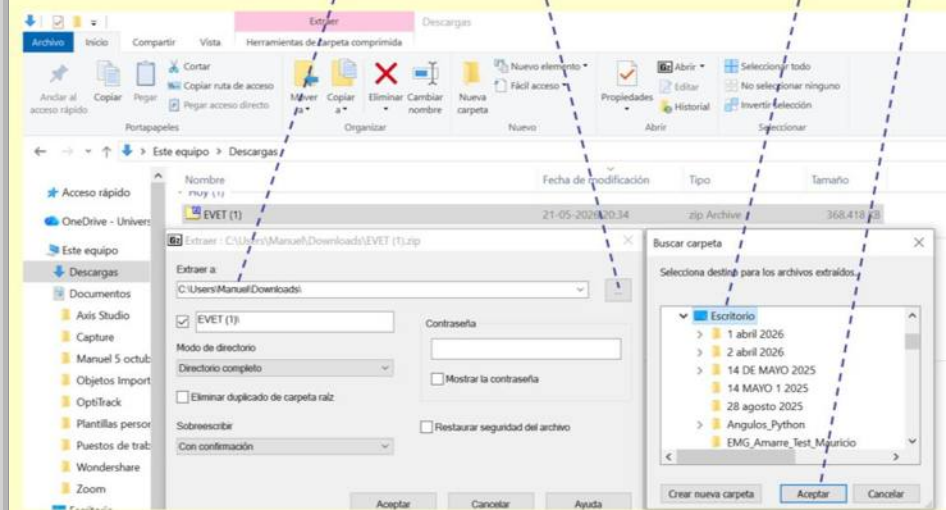 Extraer
Descargas
Archivo
Inicio
Compartir
Vista
Herramientas de carpeta comprimida
Andar al
acceso rápido
Copiar
Pegar
Cortar
Copiar ruta de acceso
Pegar acceso directo
Mover
a
Copiar
a
Eliminar
Cambiar
nombre
Nueva
carpeta
Nuevo elemento
Fácil acceso
Propiedades
Abrir
Editar
Historial
Seleccionar todo
No seleccionar ninguno
Invertir selección
Portapapeles
Organizar
Nuevo
Abrir
Seleccionar
Este equipo > Descargas
Nombre
Fecha de modificación
Tipo
Tamaño
Hoy (1)
EVET (1)
21-05-2026 20:34
zip Archive
368.418 KB
Acceso rápido
OneDrive - Univers
Este equipo
Descargas
Documentos
Axis Studio
Capture
Manuel 5 octub
Objetos Import
OptiTrack
Plantillas person
Puestos de trab
Wondershare
Zoom
Escritorio
Gz Extraer : C:\Users\Manuel\Downloads\EVET (1).zip
Extraer a:
C:\Users\Manuel\Downloads\
...
EVET (1)\
Modo de directorio
Directorio completo
Eliminar duplicado de carpeta raíz
Sobreescribir
Con confirmación
Contraseña
Mostrar la contraseña
Restaurar seguridad del archivo
Aceptar
Cancelar
Ayuda
Buscar carpeta
Selecciona destino para los archivos extraídos...
Escritorio
1 abril 2026
2 abril 2026
14 DE MAYO 2025
14 MAYO 1 2025
28 agosto 2025
Angulos_Python
EMG_Amarre_Test_Mauricio
Crear nueva carpeta
Aceptar
Cancelar